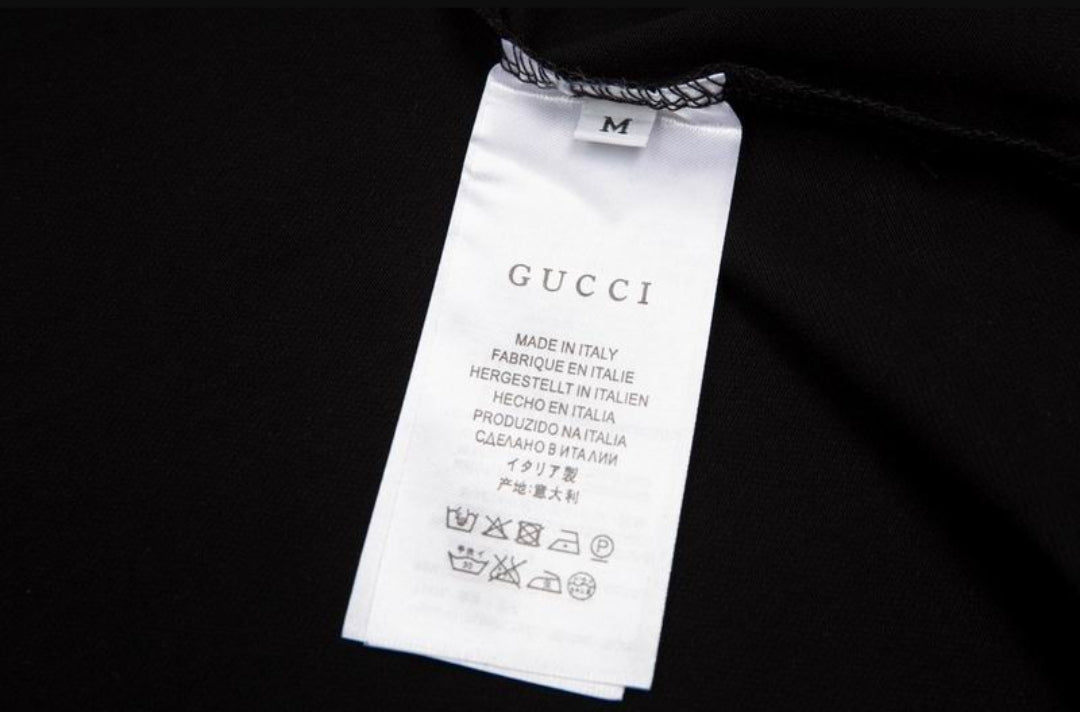 M
GUCCI
MADE IN ITALY
FABRIQUE EN ITALIE
HERGESTELLT IN ITALIEN
HECHO EN ITALIA
PRODUZIDO NA ITALIA
СДЕЛАНО В ИТАЛИИ
イタリア製
产地:意大利
P
30